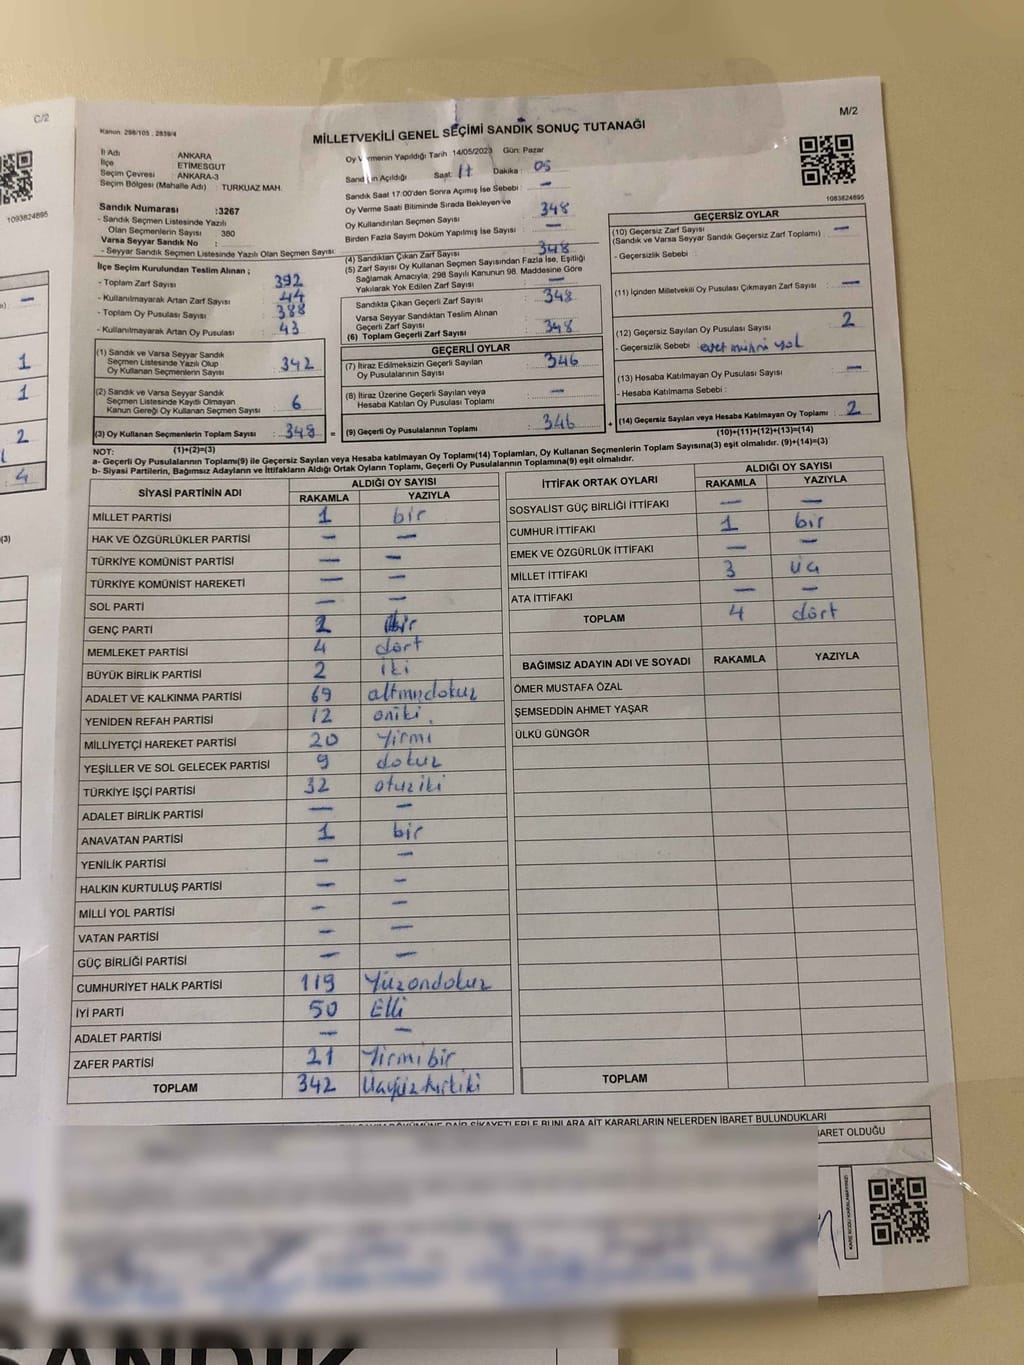 C/2
M/2
Kanun: 298/105 ; 2839/4
MİLLETVEKİLİ GENEL SEÇİMİ SANDIK SONUÇ TUTANAĞI
İl Adı : ANKARA
İlçe : ETİMESGUT
Seçim Çevresi : ANKARA-3
Seçim Bölgesi (Mahalle Adı) : TURKUAZ MAH.
Sandık Numarası :3267
- Sandık Seçmen Listesinde Yazılı
Olan Seçmenlerin Sayısı : 380
Varsa Seyyar Sandık No :
- Seyyar Sandık Seçmen Listesinde Yazılı Olan Seçmen Sayısı:
Oy Vermenin Yapıldığı Tarih 14/05/2023 Gün: Pazar
Sandığın Açıldığı Saat: 17 Dakika : 05
Sandık Saat 17:00'den Sonra Açımış İse Sebebi : —
Oy Verme Saati Bitiminde Sırada Bekleyen ve
Oy Kullandırılan Seçmen Sayısı : 348
Birden Fazla Sayım Döküm Yapılmış İse Sayısı : —
1093824895
1083824895
İlçe Seçim Kurulundan Teslim Alınan ;
- Toplam Zarf Sayısı : 392
- Kullanılmayarak Artan Zarf Sayısı : 44
- Toplam Oy Pusulası Sayısı : 388
- Kullanılmayarak Artan Oy Pusulası : 43
(1) Sandık ve Varsa Seyyar Sandık
Seçmen Listesinde Yazılı Olup
Oy Kullanan Seçmenlerin Sayısı : 342
(2) Sandık ve Varsa Seyyar Sandık
Seçmen Listesinde Kayıtlı Olmayan
Kanun Gereği Oy Kullanan Seçmen Sayısı : 6
(3) Oy Kullanan Seçmenlerin Toplam Sayısı : 348 =
(1)+(2)=(3)
(4) Sandıktan Çıkan Zarf Sayısı : 348
(5) Zarf Sayısı Oy Kullanan Seçmen Sayısından Fazla İse, Eşitliği
Sağlamak Amacıyla, 298 Sayılı Kanunun 98. Maddesine Göre
Yakılarak Yok Edilen Zarf Sayısı : —
Sandıkta Çıkan Geçerli Zarf Sayısı : 348
Varsa Seyyar Sandıktan Teslim Alınan
Geçerli Zarf Sayısı
(6) Toplam Geçerli Zarf Sayısı : 348
GEÇERLİ OYLAR
(7) İtiraz Edilmeksizin Geçerli Sayılan
Oy Pusulalarının Sayısı : 346
(8) İtiraz Üzerine Geçerli Sayılan veya
Hesaba Katılan Oy Pusulası Toplamı : —
(9) Geçerli Oy Pusulalarının Toplamı : 346 +
GEÇERSİZ OYLAR
(10) Geçersiz Zarf Sayısı : —
(Sandık ve Varsa Seyyar Sandık Geçersiz Zarf Toplamı)
- Geçersizlik Sebebi :
(11) İçinden Milletvekili Oy Pusulası Çıkmayan Zarf Sayısı : —
(12) Geçersiz Sayılan Oy Pusulası Sayısı : 2
- Geçersizlik Sebebi : evet mührü yok
(13) Hesaba Katılmayan Oy Pusulası Sayısı : —
- Hesaba Katılmama Sebebi :
(14) Geçersiz Sayılan veya Hesaba Katılmayan Oy Toplamı : 2
(10)+(11)+(12)+(13)=(14)
NOT:
a- Geçerli Oy Pusulalarının Toplamı(9) ile Geçersiz Sayılan veya Hesaba katılmayan Oy Toplamı(14) Toplamları, Oy Kullanan Seçmenlerin Toplam Sayısına(3) eşit olmalıdır. (9)+(14)=(3)
b- Siyasi Partilerin, Bağımsız Adayların ve İttifakların Aldığı Ortak Oyların Toplamı, Geçerli Oy Pusulalarının Toplamına(9) eşit olmalıdır.
SİYASİ PARTİNİN ADI ALDIĞI OY SAYISI
RAKAMLA YAZIYLA
MİLLET PARTİSİ 1 bir
HAK VE ÖZGÜRLÜKLER PARTİSİ — —
TÜRKİYE KOMÜNİST PARTİSİ — —
TÜRKİYE KOMÜNİST HAREKETİ — —
SOL PARTİ — —
GENÇ PARTİ bir
MEMLEKET PARTİSİ 4 dört
BÜYÜK BİRLİK PARTİSİ 2 iki
ADALET VE KALKINMA PARTİSİ 69 altmışdokuz
YENİDEN REFAH PARTİSİ 12 oniki
MİLLİYETÇİ HAREKET PARTİSİ 20 Yirmi
YEŞİLLER VE SOL GELECEK PARTİSİ 9 dokuz
TÜRKİYE İŞÇİ PARTİSİ 32 otuziki
ADALET BİRLİK PARTİSİ — —
ANAVATAN PARTİSİ 1 bir
YENİLİK PARTİSİ — —
HALKIN KURTULUŞ PARTİSİ — —
MİLLİ YOL PARTİSİ — —
VATAN PARTİSİ — —
GÜÇ BİRLİĞİ PARTİSİ — —
CUMHURİYET HALK PARTİSİ 119 Yüzondokuz
İYİ PARTİ 50 Elli
ADALET PARTİSİ — —
ZAFER PARTİSİ 21 Yirmibir
TOPLAM 342 Üçyüzkırkiki
İTTİFAK ORTAK OYLARI ALDIĞI OY SAYISI
RAKAMLA YAZIYLA
SOSYALİST GÜÇ BİRLİĞİ İTTİFAKI — —
CUMHUR İTTİFAKI 1 bir
EMEK VE ÖZGÜRLÜK İTTİFAKI — —
MİLLET İTTİFAKI 3 üç
ATA İTTİFAKI — —
TOPLAM 4 dört
BAĞIMSIZ ADAYIN ADI VE SOYADI RAKAMLA YAZIYLA
ÖMER MUSTAFA ÖZAL
ŞEMSEDDİN AHMET YAŞAR
ÜLKÜ GÜNGÖR
TOPLAM
ŞİKAYETLERLE BUNLARA AİT KARARLARIN NELERDEN İBARET BULUNDUKLARI
BARET OLDUĞU
KARE KODU KARALAMAYINIZ!
—
1
1
2
4
(3)
SANDIK